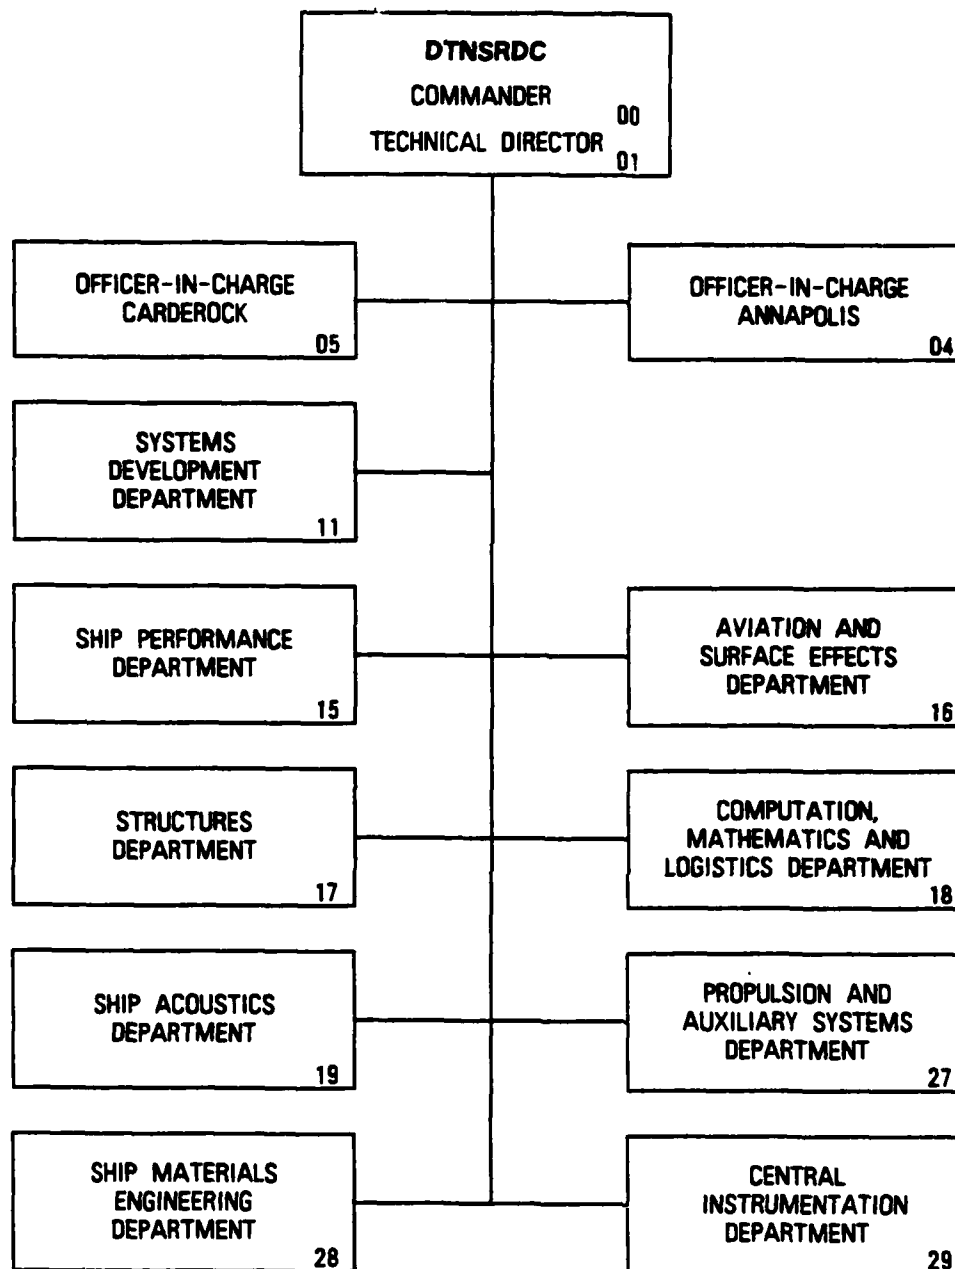 DTNSRDC
COMMANDER
00
TECHNICAL DIRECTOR
01
OFFICER-IN-CHARGE
CARDEROCK
05
OFFICER-IN-CHARGE
ANNAPOLIS
04
SYSTEMS
DEVELOPMENT
DEPARTMENT
11
SHIP PERFORMANCE
DEPARTMENT
15
AVIATION AND
SURFACE EFFECTS
DEPARTMENT
16
STRUCTURES
DEPARTMENT
17
COMPUTATION,
MATHEMATICS AND
LOGISTICS DEPARTMENT
18
SHIP ACOUSTICS
DEPARTMENT
19
PROPULSION AND
AUXILIARY SYSTEMS
DEPARTMENT
27
SHIP MATERIALS
ENGINEERING
DEPARTMENT
28
CENTRAL
INSTRUMENTATION
DEPARTMENT
29